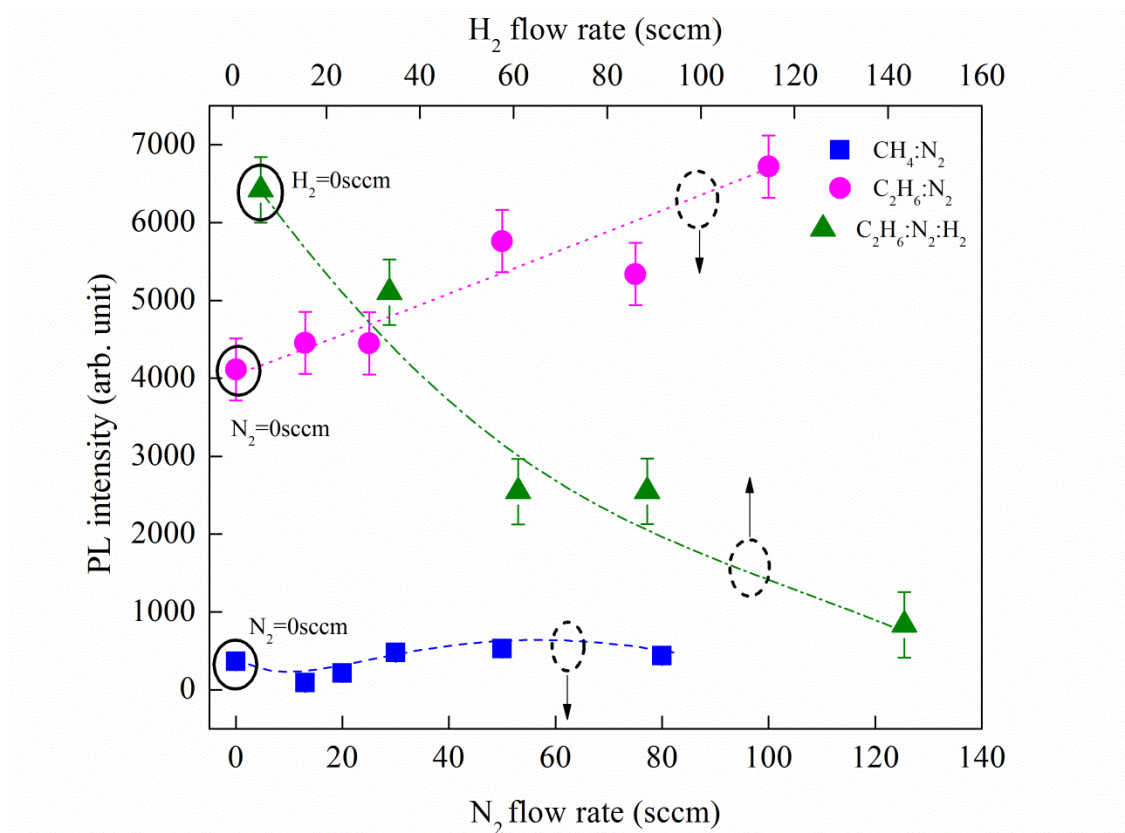 H₂ flow rate (sccm)
0 20 40 60 80 100 120 140 160
7000
6000
5000
4000
3000
2000
1000
0
PL intensity (arb. unit)
CH₄:N₂
C₂H₆:N₂
C₂H₆:N₂:H₂
H₂=0sccm
N₂=0sccm
N₂=0sccm
0 20 40 60 80 100 120 140
N₂ flow rate (sccm)